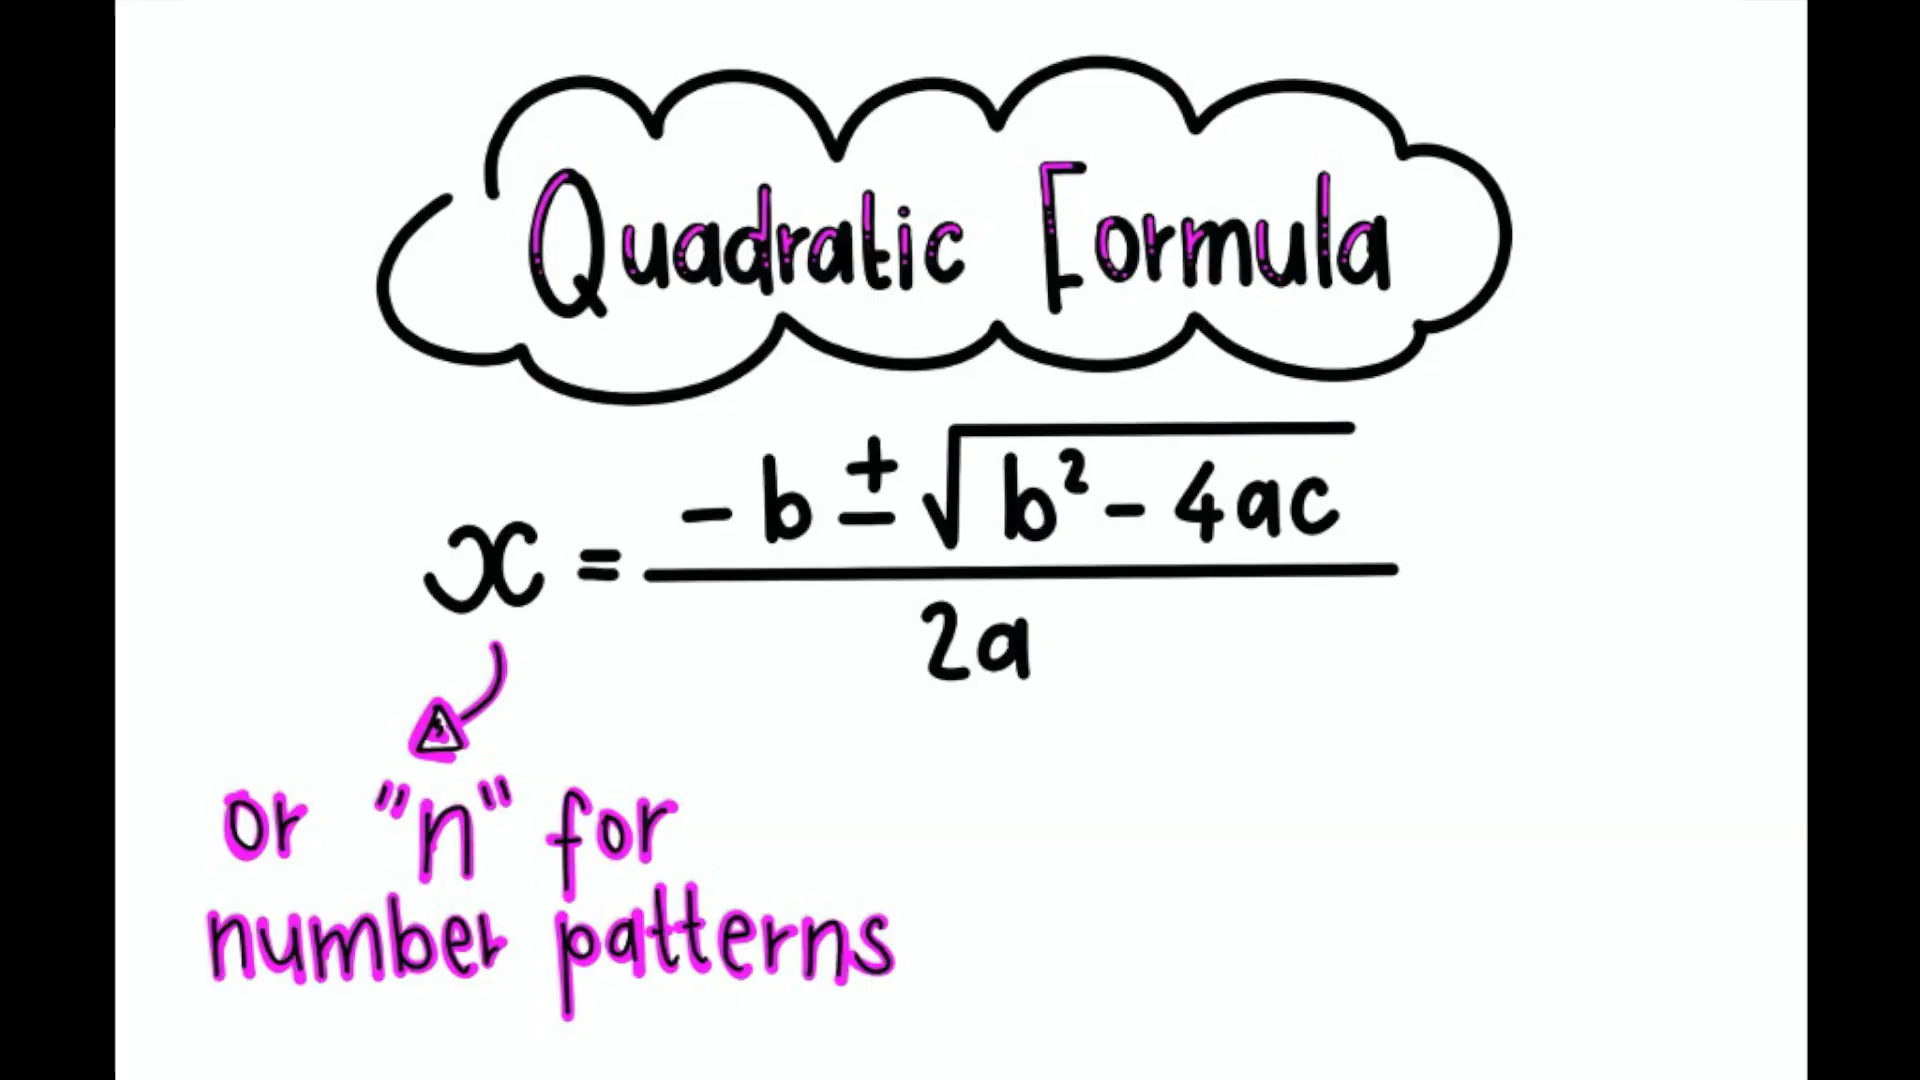 Quadratic Formula
x = -b ± √b² - 4ac
2a
or "n" for
number patterns